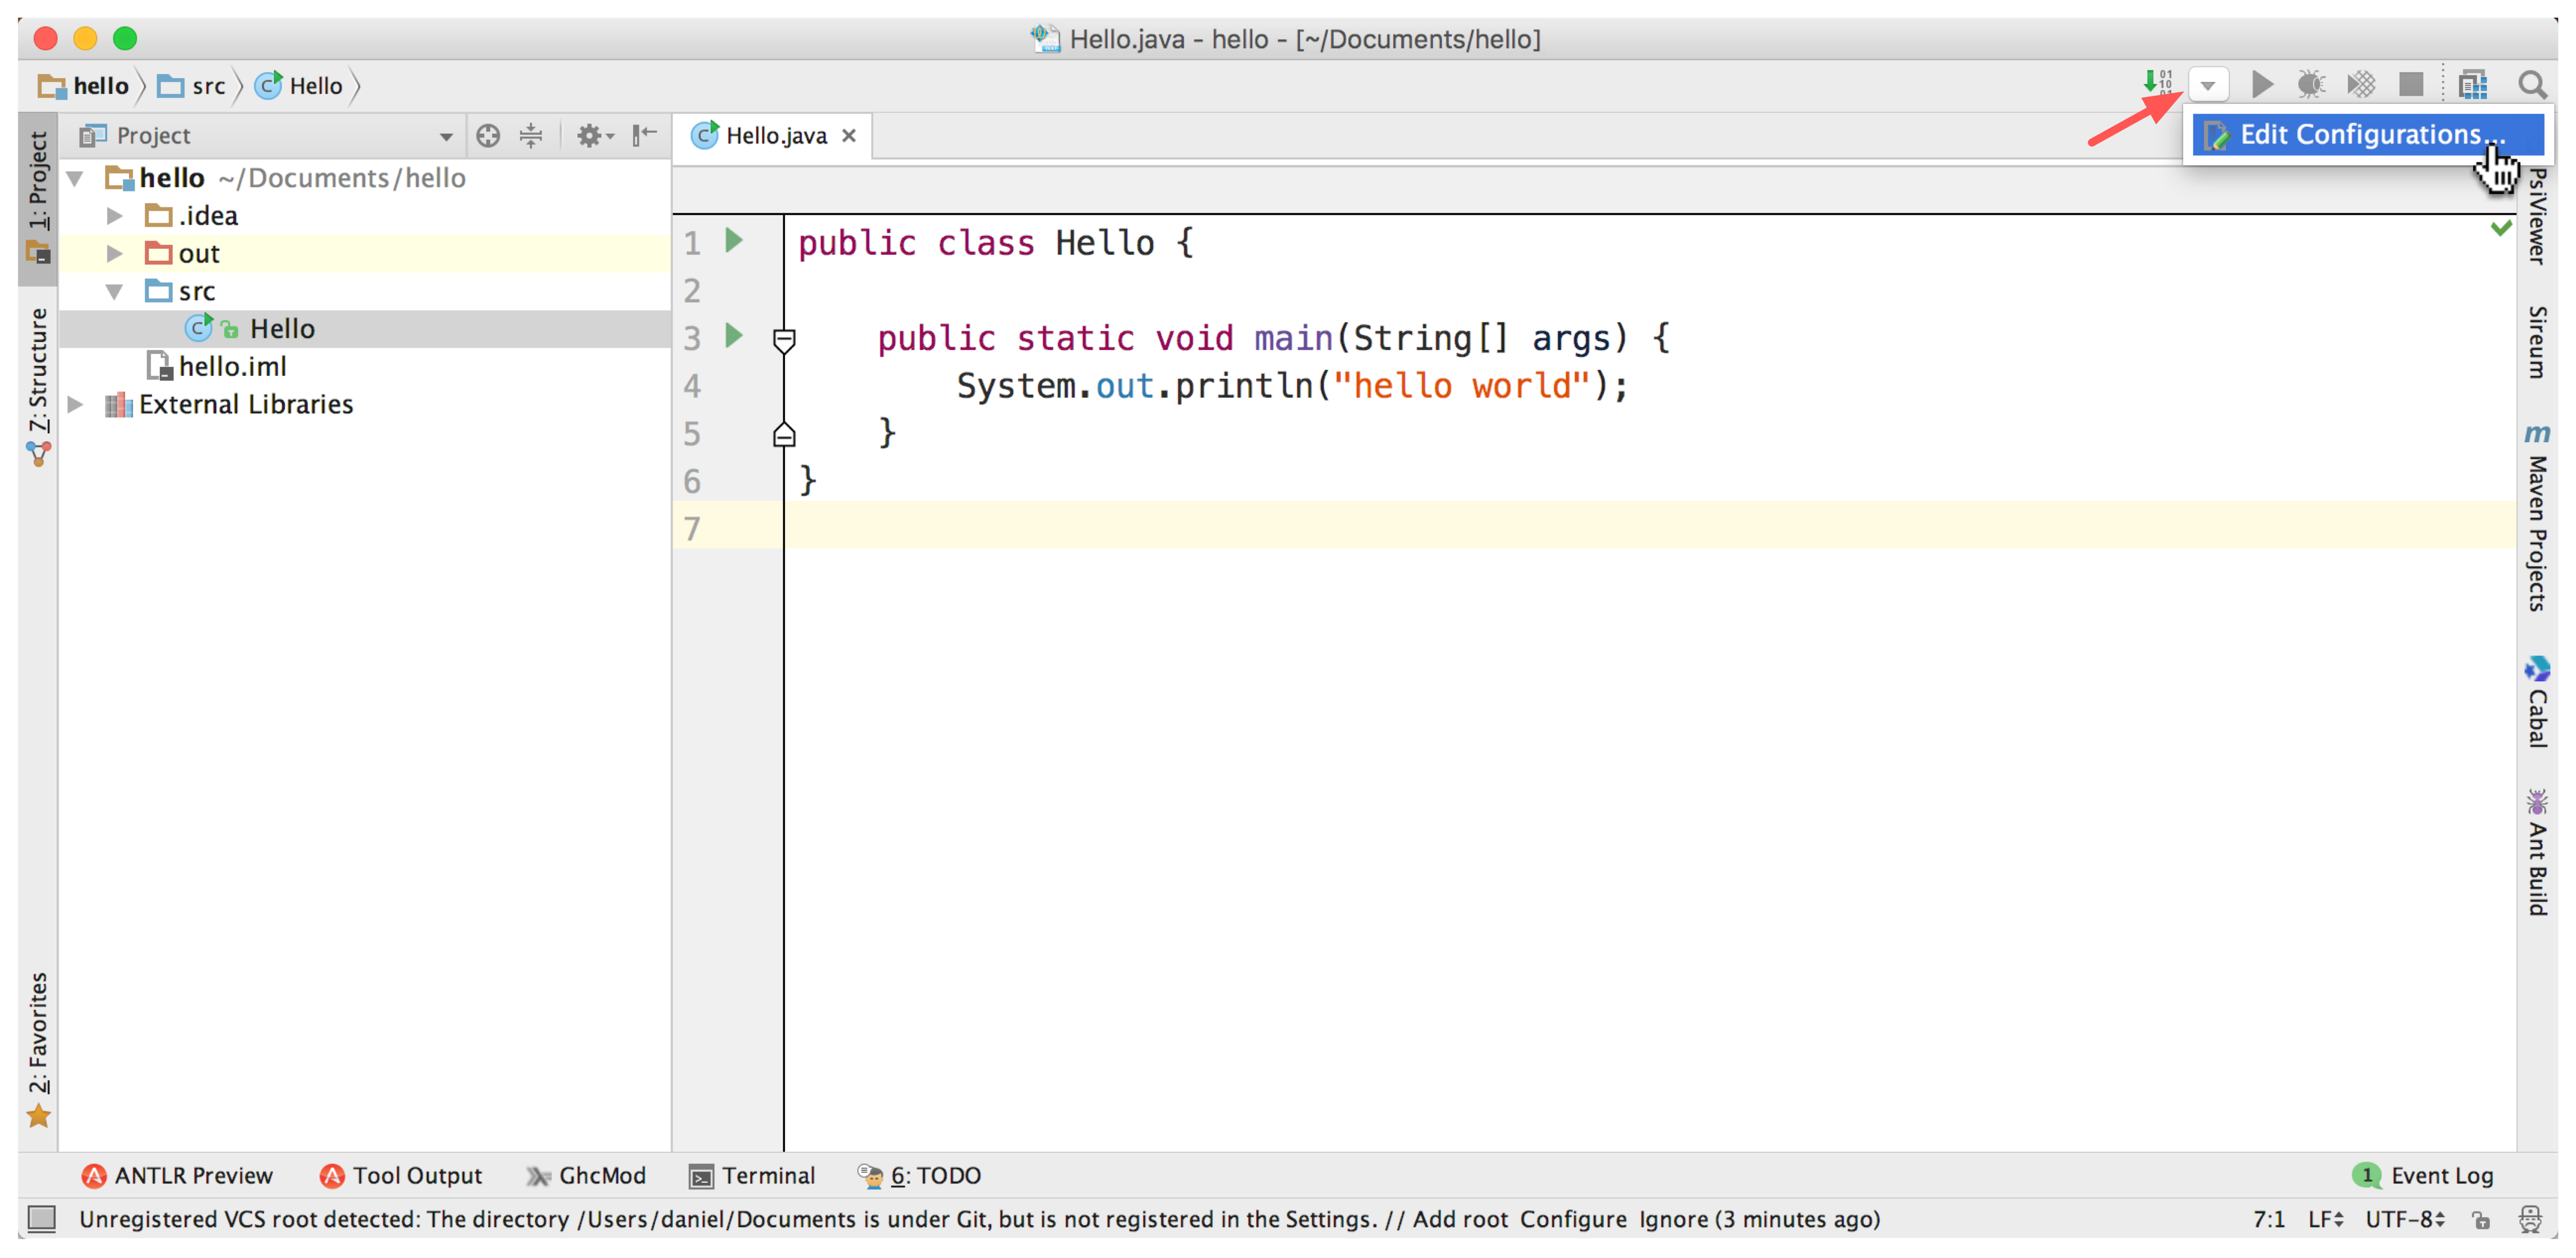 Hello.java - hello - [~/Documents/hello]
hello src Hello
01
10
01
Edit Configurations...
1: Project
7: Structure
2: Favorites
Project
hello ~/Documents/hello
.idea
out
src
Hello
hello.iml
External Libraries
Hello.java
1 public class Hello {
2
3 public static void main(String[] args) {
4 System.out.println("hello world");
5 }
6 }
7
PsiViewer
Sireum
m Maven Projects
Cabal
Ant Build
ANTLR Preview Tool Output GhcMod Terminal 6: TODO 1 Event Log
Unregistered VCS root detected: The directory /Users/daniel/Documents is under Git, but is not registered in the Settings. // Add root Configure Ignore (3 minutes ago) 7:1 LF UTF-8